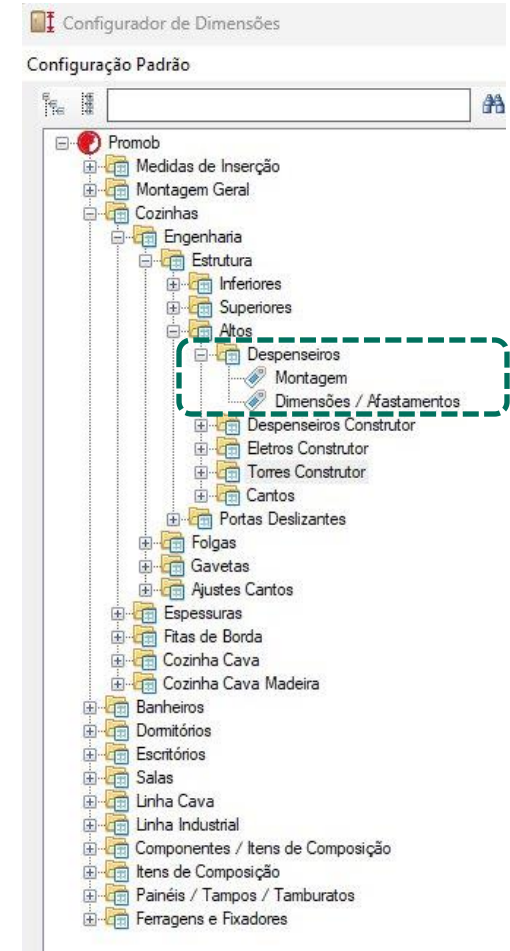 Configurador de Dimensões
Configuração Padrão
Promob
Medidas de Inserção
Montagem Geral
Cozinhas
Engenharia
Estrutura
Inferiores
Superiores
Altos
Despenseiros
Montagem
Dimensões / Afastamentos
Despenseiros Construtor
Eletros Construtor
Torres Construtor
Cantos
Portas Deslizantes
Folgas
Gavetas
Ajustes Cantos
Espessuras
Fitas de Borda
Cozinha Cava
Cozinha Cava Madeira
Banheiros
Dormitórios
Escritórios
Salas
Linha Cava
Linha Industrial
Componentes / Itens de Composição
Itens de Composição
Painéis / Tampos / Tamburatos
Ferragens e Fixadores